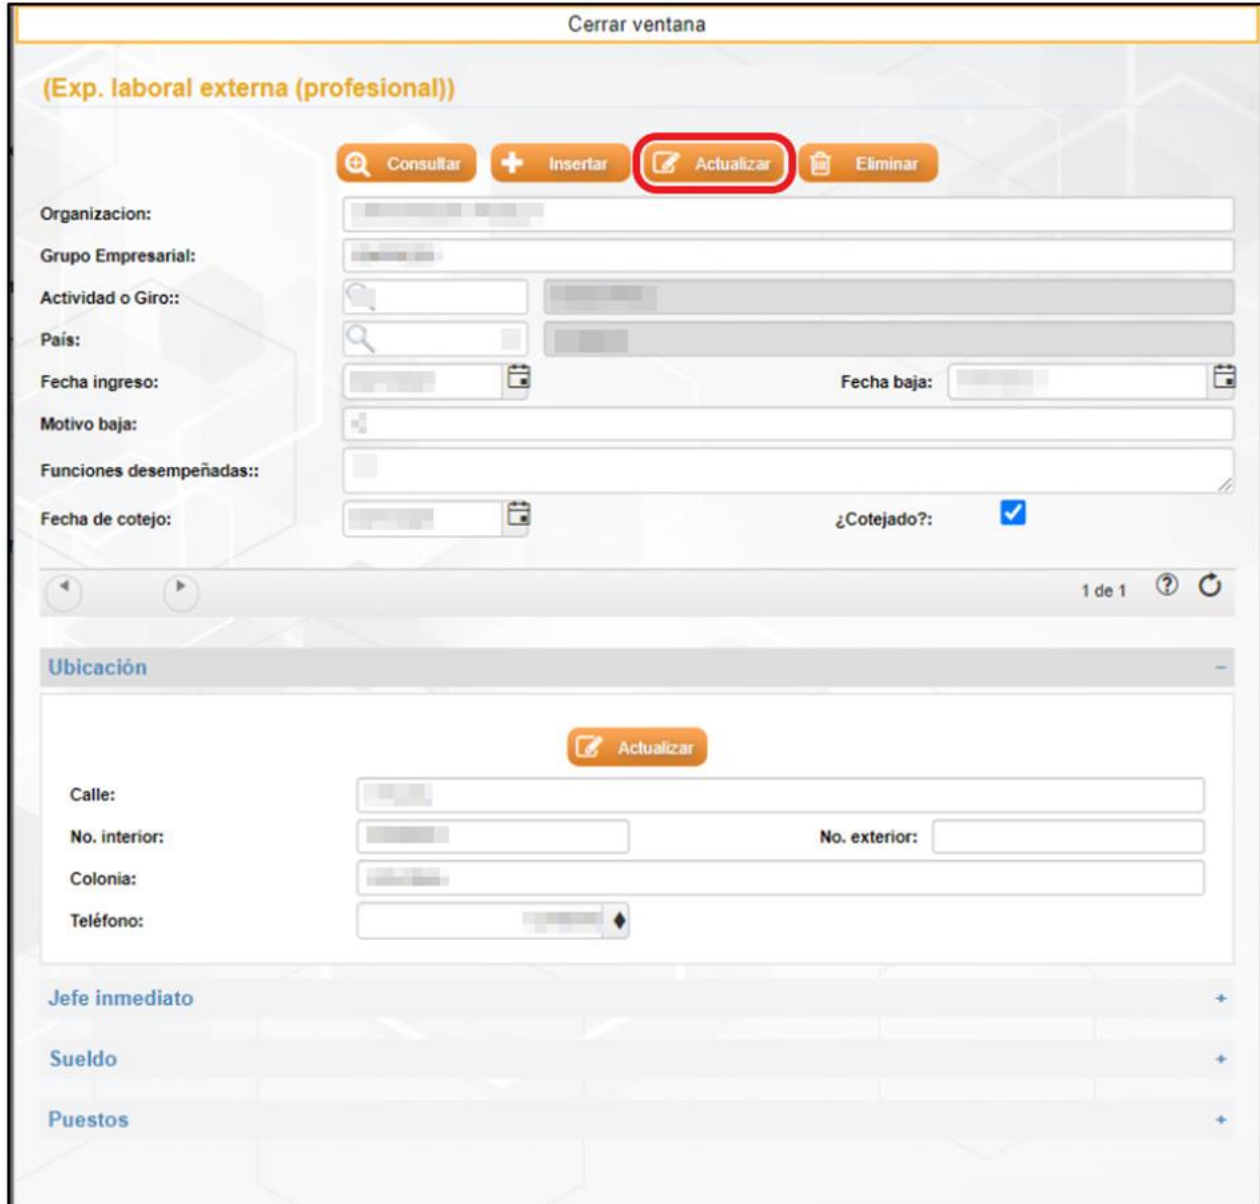 Cerrar ventana
(Exp. laboral externa (profesional))
Consultar Insertar Actualizar Eliminar
Organizacion:
Grupo Empresarial:
Actividad o Giro::
País:
Fecha ingreso: Fecha baja:
Motivo baja:
Funciones desempeñadas::
Fecha de cotejo: ¿Cotejado?:
1 de 1
Ubicación
Actualizar
Calle:
No. interior: No. exterior:
Colonia:
Teléfono:
Jefe inmediato
Sueldo
Puestos